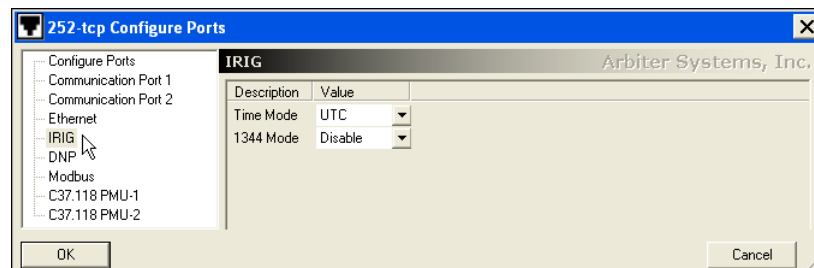 252-tcp Configure Ports
Configure Ports
Communication Port 1
Communication Port 2
Ethernet
IRIG
DNP
Modbus
C37.118 PMU-1
C37.118 PMU-2
IRIG
Arbiter Systems, Inc.
Description Value
Time Mode UTC
1344 Mode Disable
OK
Cancel